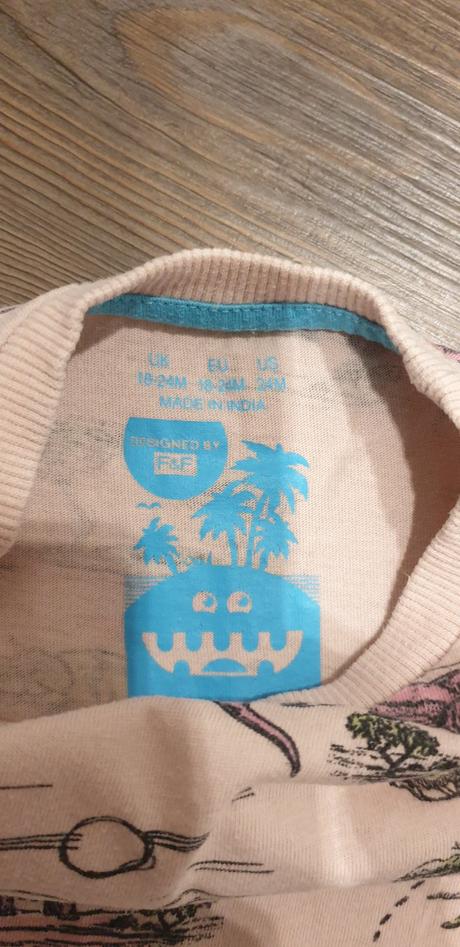 UK EU US
18-24M 18-24M 24M
MADE IN INDIA
DESIGNED BY
F&F